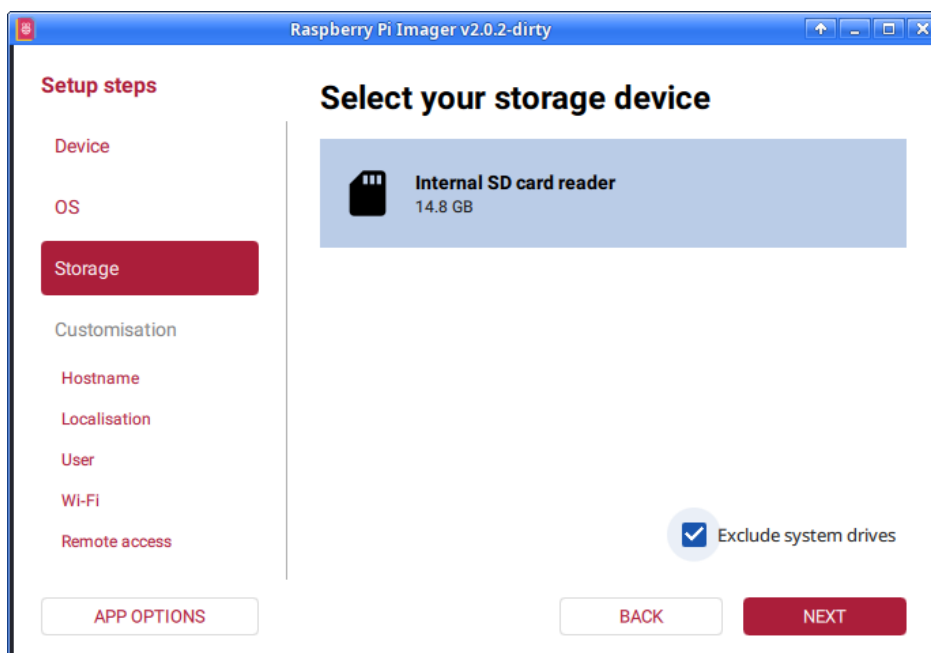 Raspberry Pi Imager v2.0.2-dirty
Setup steps
Device
OS
Storage
Customisation
Hostname
Localisation
User
Wi-Fi
Remote access
APP OPTIONS
Select your storage device
Internal SD card reader
14.8 GB
Exclude system drives
BACK
NEXT